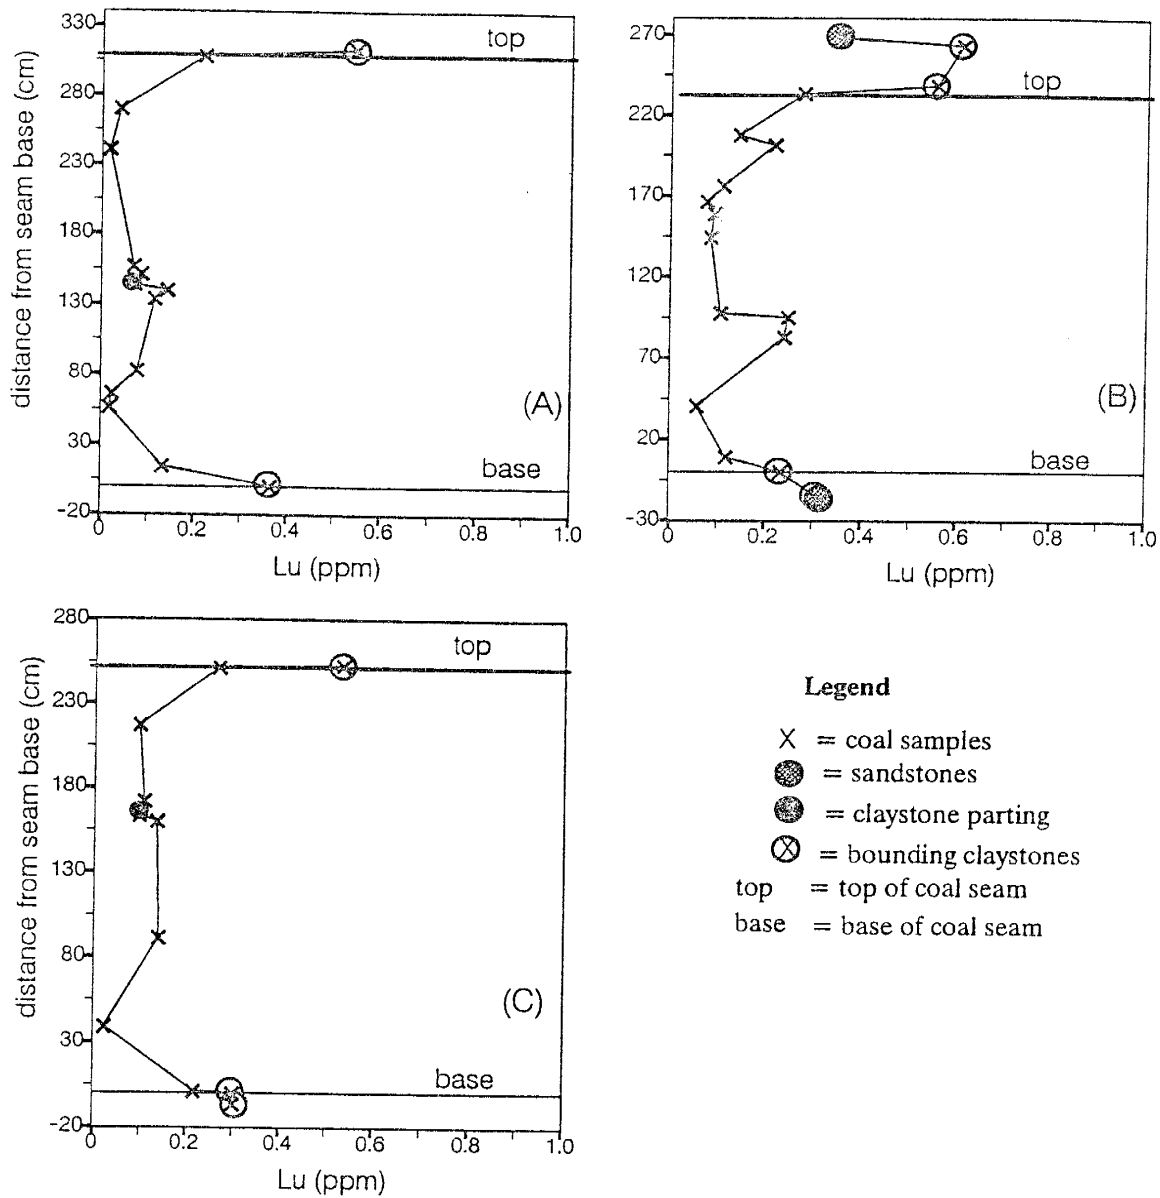 330
280
230
180
130
80
30
-20
distance from seam base (cm)
top
(A)
base
0 0.2 0.4 0.6 0.8 1.0
Lu (ppm)
270
220
170
120
70
20
-30
top
(B)
base
0 0.2 0.4 0.6 0.8 1.0
Lu (ppm)
280
230
180
130
80
30
-20
distance from seam base (cm)
top
(C)
base
0 0.2 0.4 0.6 0.8 1.0
Lu (ppm)
Legend
X = coal samples
= sandstones
= claystone parting
= bounding claystones
top = top of coal seam
base = base of coal seam